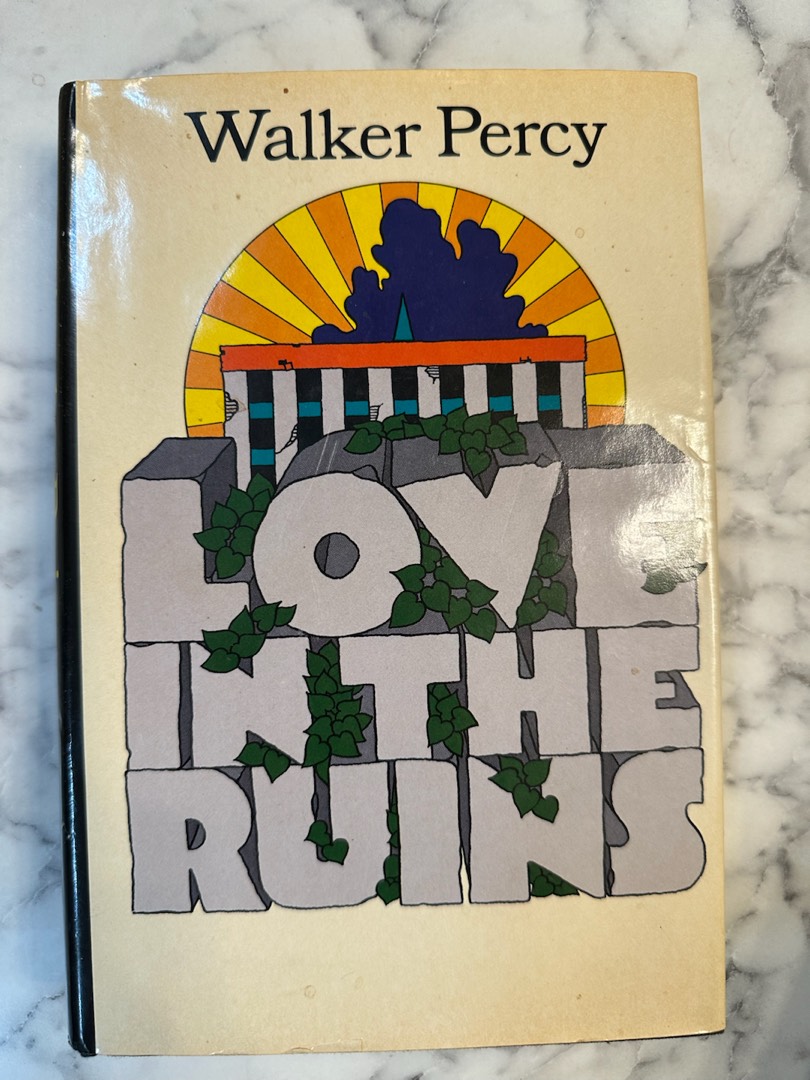 Walker Percy
LOVE
IN THE
RUINS